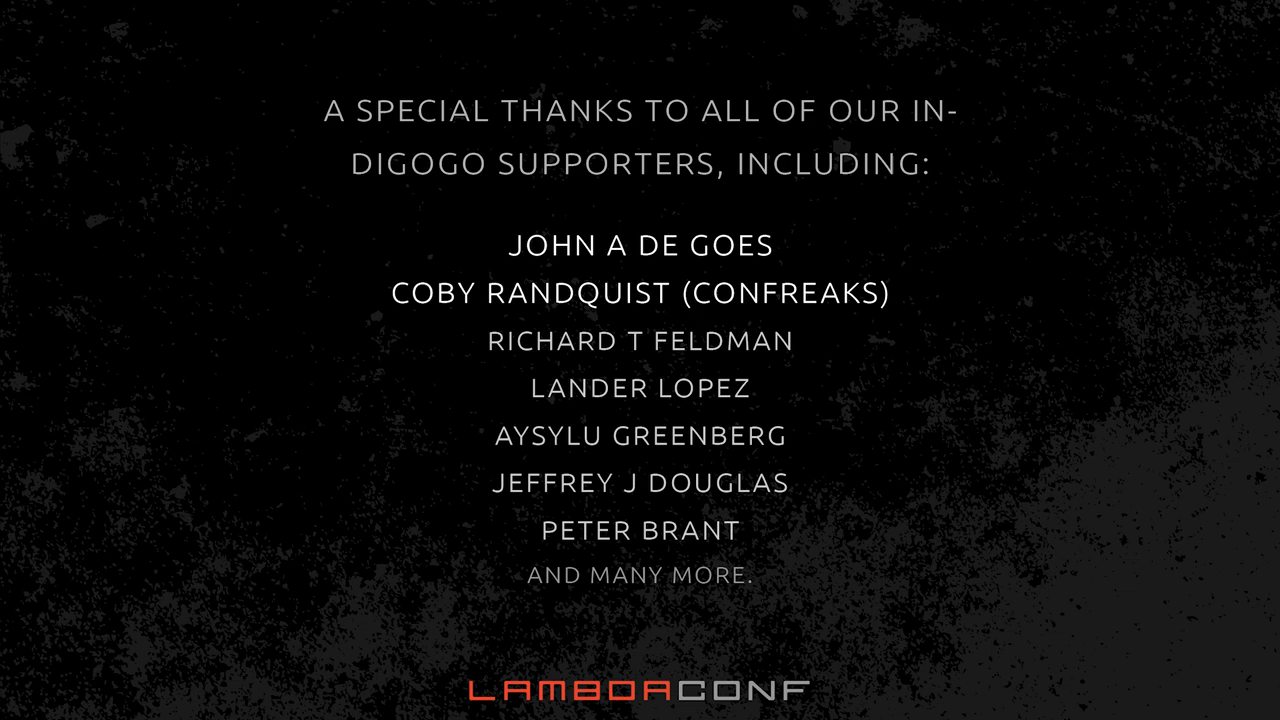 A SPECIAL THANKS TO ALL OF OUR IN-
DIGOGO SUPPORTERS, INCLUDING:
JOHN A DE GOES
COBY RANDQUIST (CONFREAKS)
RICHARD T FELDMAN
LANDER LOPEZ
AYSYLU GREENBERG
JEFFREY J DOUGLAS
PETER BRANT
AND MANY MORE.
LAMBDACONF